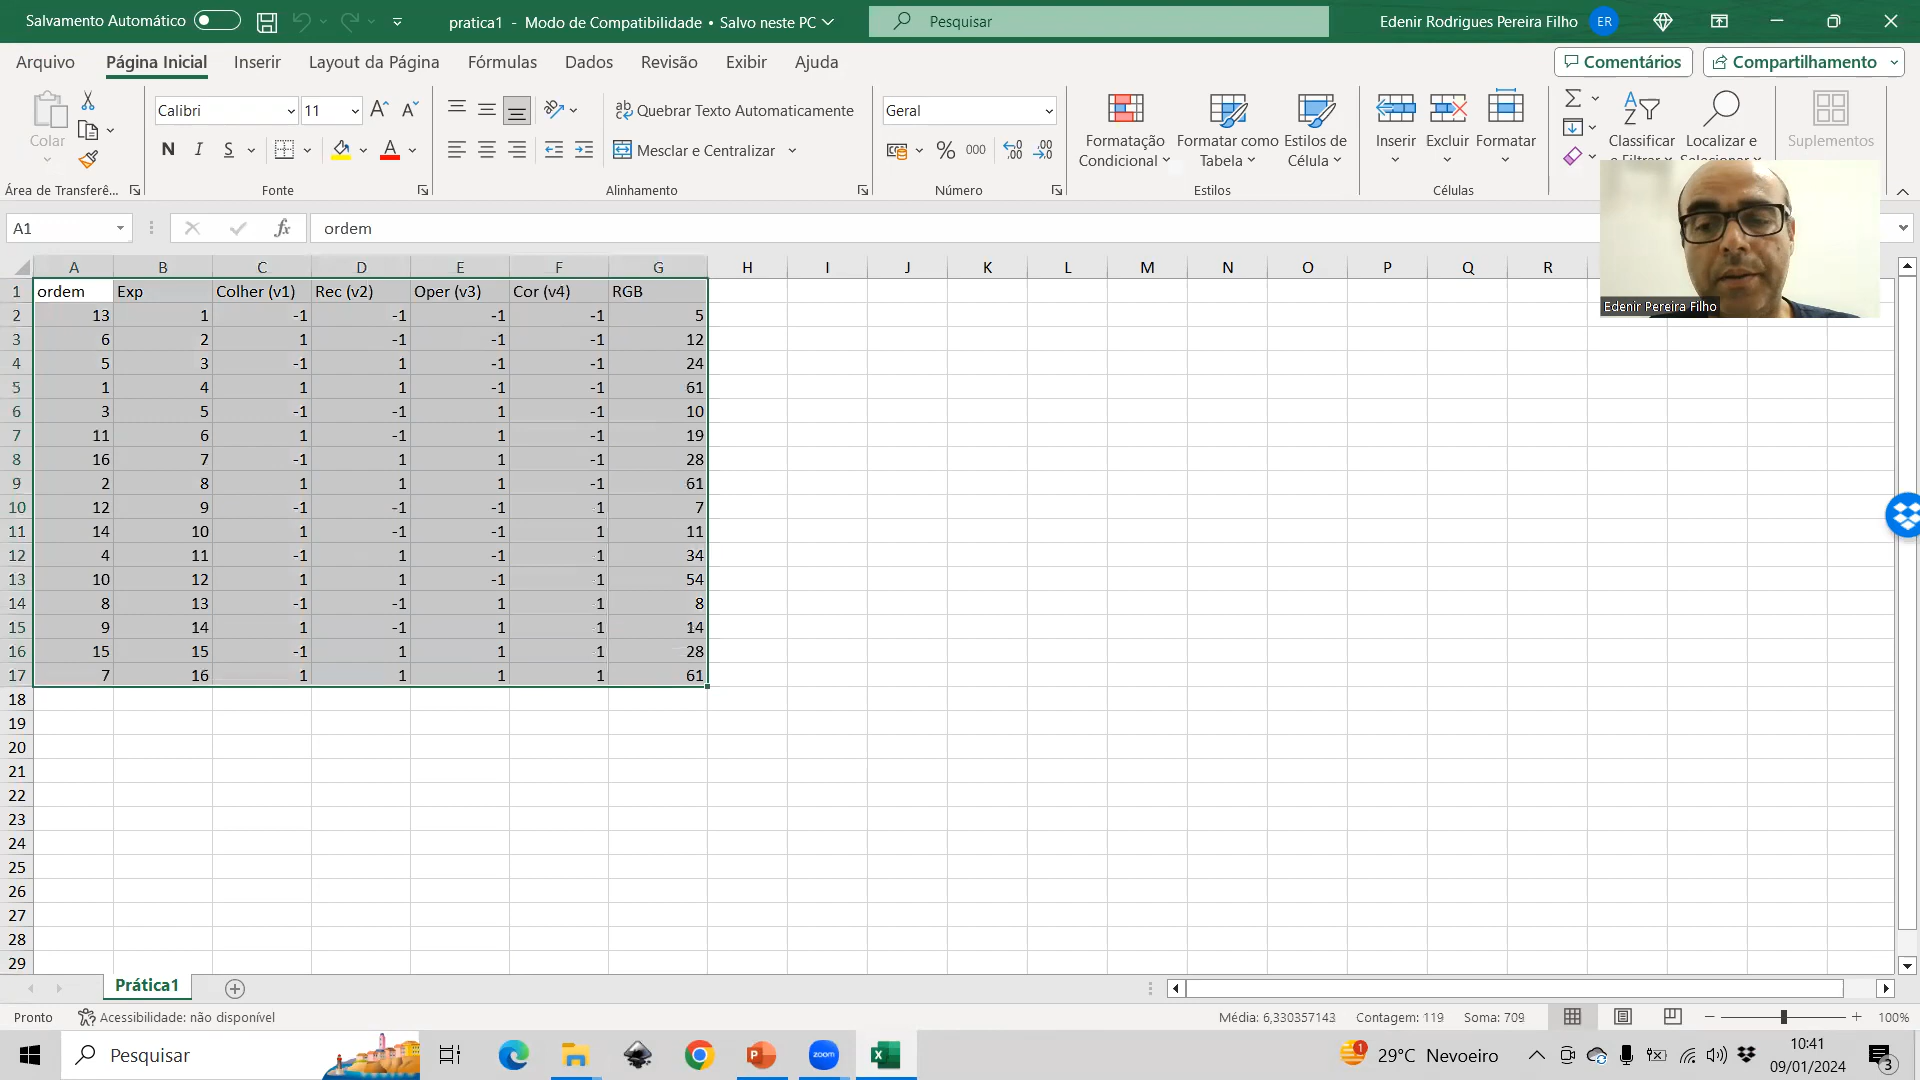 Salvamento Automático
pratica1 - Modo de Compatibilidade • Salvo neste PC
Pesquisar
Edenir Rodrigues Pereira Filho ER
Arquivo Página Inicial Inserir Layout da Página Fórmulas Dados Revisão Exibir Ajuda
Comentários Compartilhamento
Colar
Calibri 11
N I S A
Quebrar Texto Automaticamente
Mesclar e Centralizar
Geral
% 000
Formatação Condicional
Formatar como Tabela
Estilos de Célula
Inserir Excluir Formatar
Classificar e Filtrar
Localizar e Selecionar
Suplementos
Área de Transferê... Fonte Alinhamento Número Estilos Células
A1 fx ordem
Edenir Pereira Filho
A B C D E F G H I J K L M N O P Q R
1 ordem Exp Colher (v1) Rec (v2) Oper (v3) Cor (v4) RGB
2 13 1 -1 -1 -1 -1 5
3 6 2 1 -1 -1 -1 12
4 5 3 -1 1 -1 -1 24
5 1 4 1 1 -1 -1 61
6 3 5 -1 -1 1 -1 10
7 11 6 1 -1 1 -1 19
8 16 7 -1 1 1 -1 28
9 2 8 1 1 1 -1 61
10 12 9 -1 -1 -1 1 7
11 14 10 1 -1 -1 1 11
12 4 11 -1 1 -1 1 34
13 10 12 1 1 -1 1 54
14 8 13 -1 -1 1 1 8
15 9 14 1 -1 1 1 14
16 15 15 -1 1 1 1 28
17 7 16 1 1 1 1 61
18
19
20
21
22
23
24
25
26
27
28
29
Prática1
Pronto Acessibilidade: não disponível Média: 6,330357143 Contagem: 119 Soma: 709 100%
Pesquisar zoom 29°C Nevoeiro 10:41
09/01/2024 3